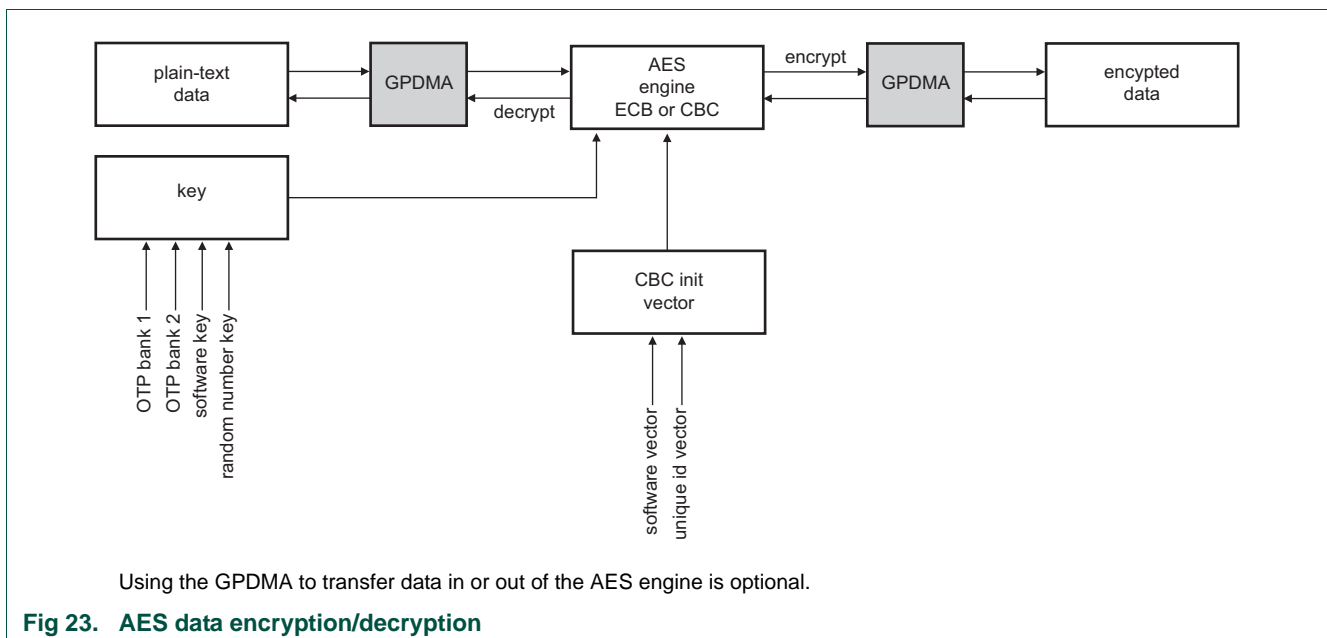 plain-text
data
GPDMA
AES
engine
ECB or CBC
encrypt
decrypt
GPDMA
encypted
data
key
CBC init
vector
OTP bank 1
OTP bank 2
software key
random number key
software vector
unique id vector
Using the GPDMA to transfer data in or out of the AES engine is optional.
Fig 23. AES data encryption/decryption